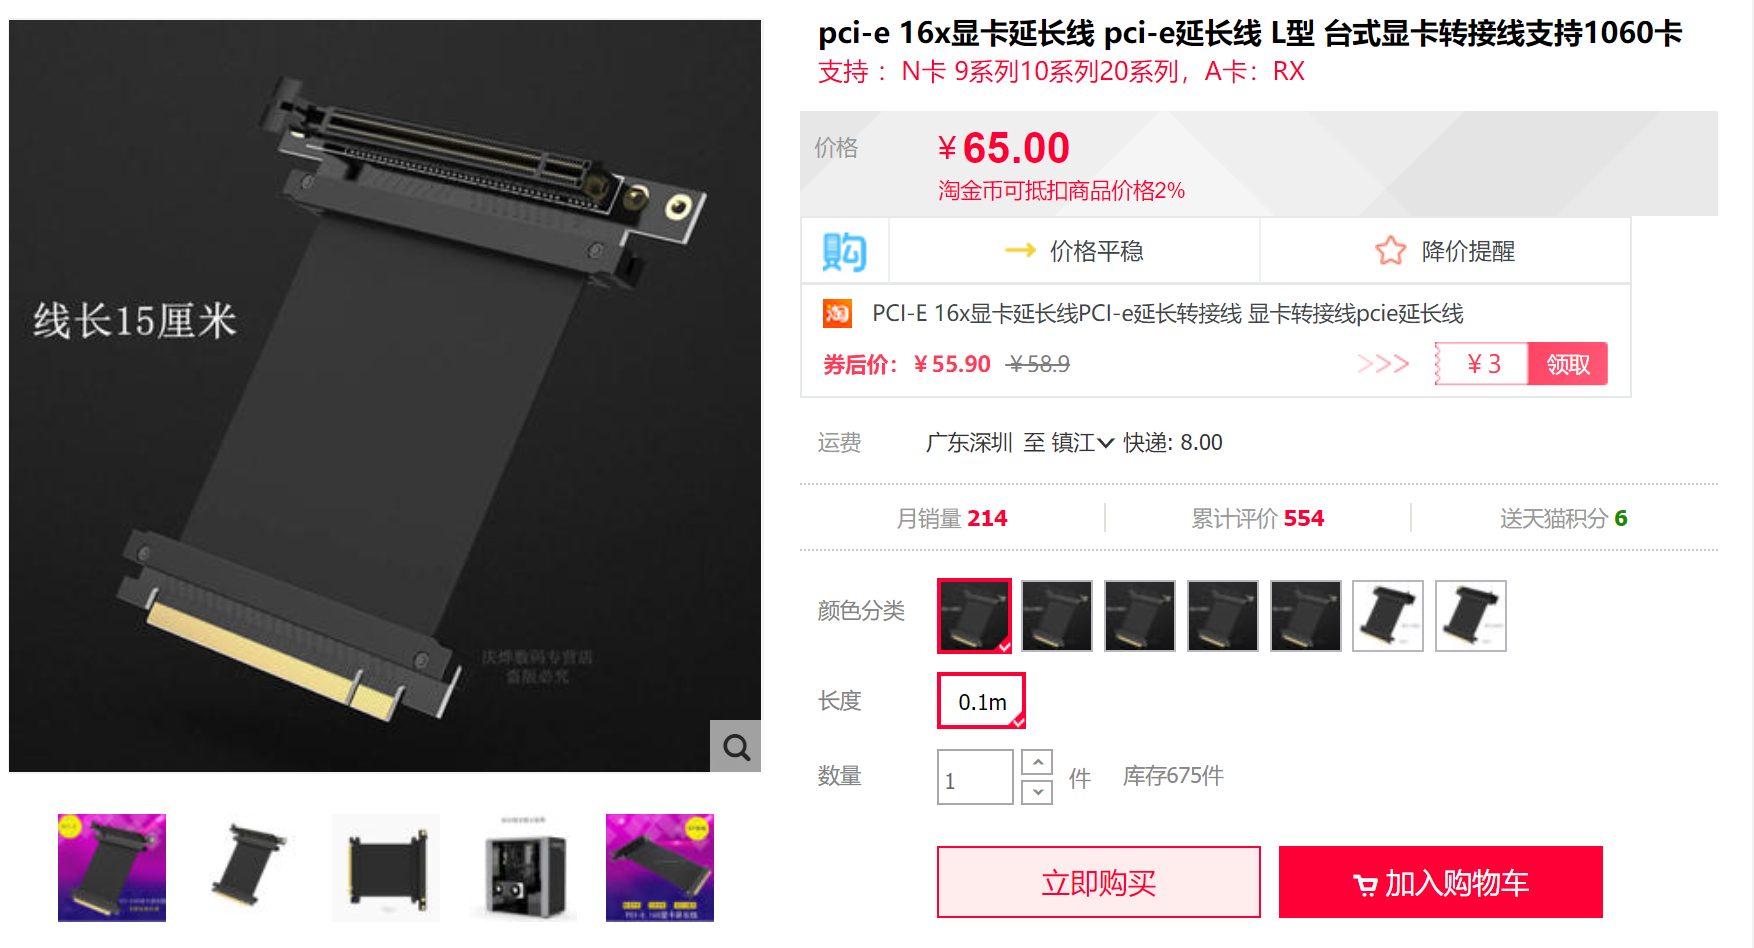 pci-e 16x显卡延长线 pci-e延长线 L型 台式显卡转接线支持1060卡
支持 : N卡 9系列10系列20系列，A卡：RX
价格 ¥65.00
淘金币可抵扣商品价格2%
购 价格平稳 降价提醒
淘 PCI-E 16x显卡延长线PCI-e延长转接线 显卡转接线pcie延长线
券后价： ¥55.90 ¥58.9 ¥3 领取
运费 广东深圳 至 镇江 快递: 8.00
月销量 214 累计评价 554 送天猫积分 6
颜色分类
长度 0.1m
数量 1 件 库存675件
立即购买 加入购物车
线长15厘米
庆烨数码专营店
盗版必究
PCI-E 16X显卡延长线